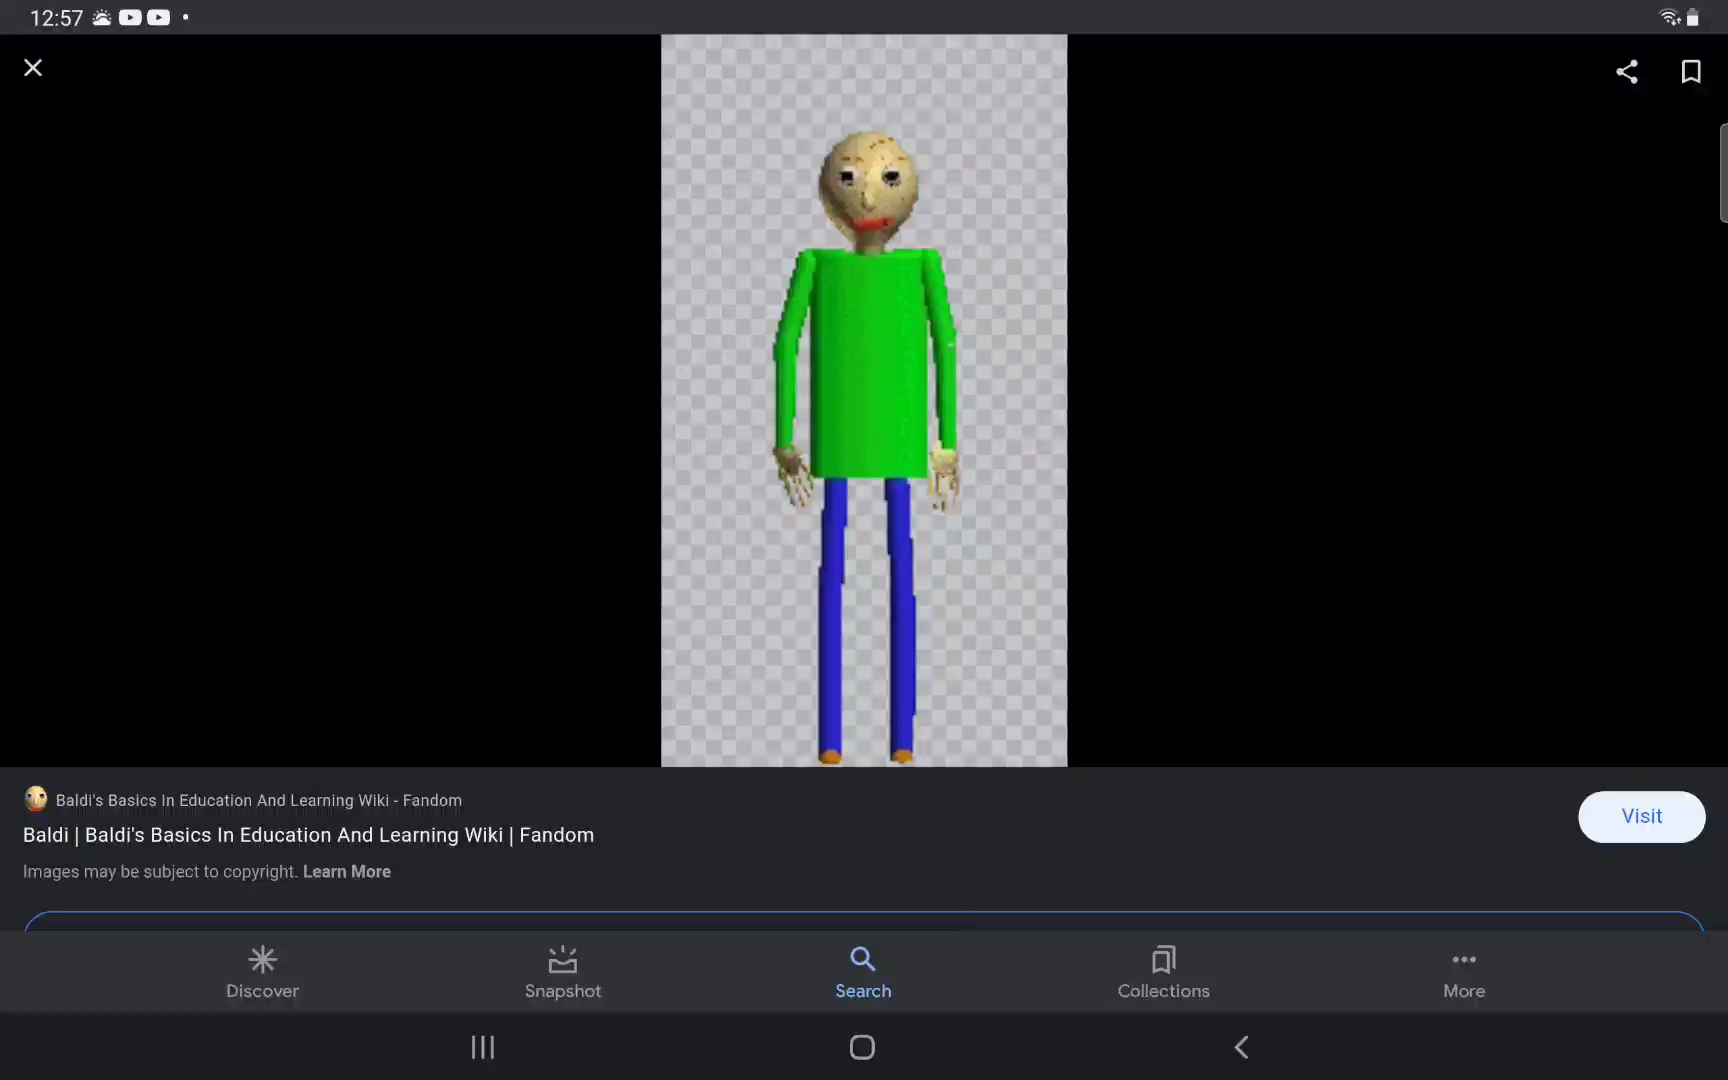 12:57
Baldi's Basics In Education And Learning Wiki - Fandom
Baldi | Baldi's Basics In Education And Learning Wiki | Fandom
Visit
Images may be subject to copyright. Learn More
Discover
Snapshot
Search
Collections
More